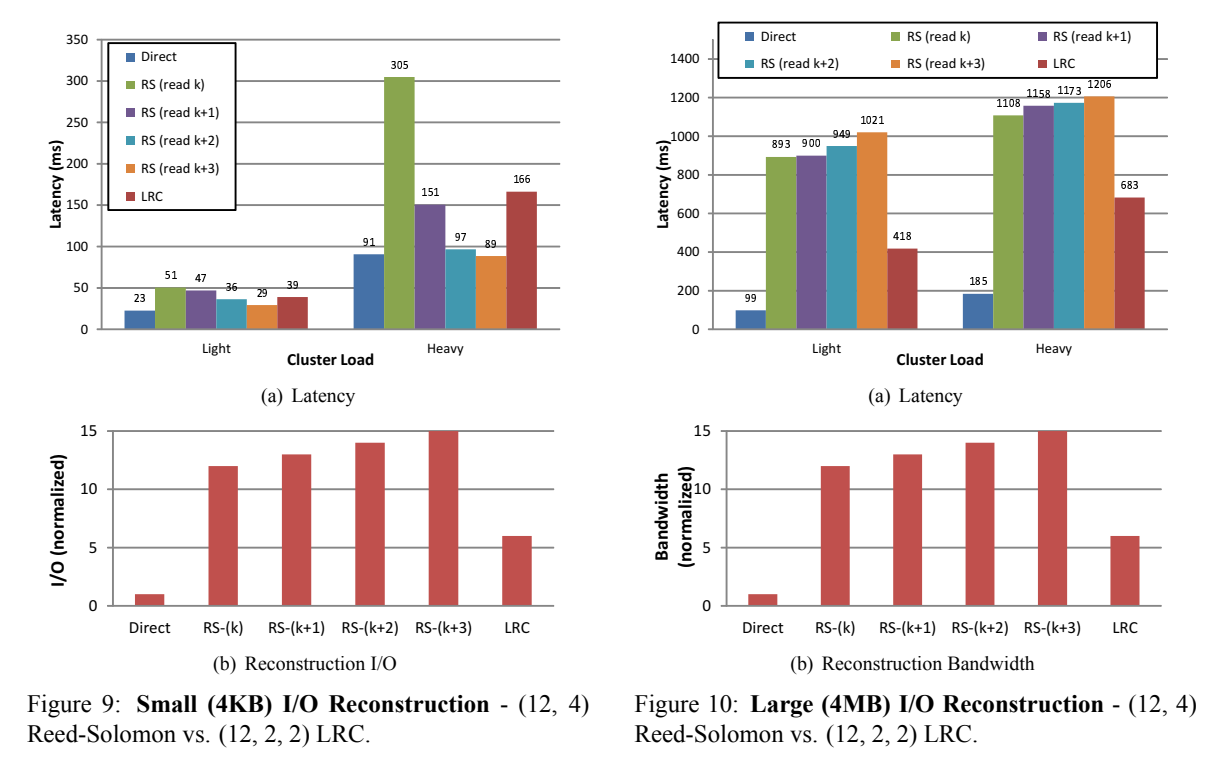 350
300
250
200
150
100
50
0
Latency (ms)
Direct
RS (read k)
RS (read k+1)
RS (read k+2)
RS (read k+3)
LRC
23
51
47
36
29
39
91
305
151
97
89
166
Light
Heavy
Cluster Load
(a) Latency
15
10
5
0
I/O (normalized)
Direct
RS-(k)
RS-(k+1)
RS-(k+2)
RS-(k+3)
LRC
(b) Reconstruction I/O
Figure 9: Small (4KB) I/O Reconstruction - (12, 4)
Reed-Solomon vs. (12, 2, 2) LRC.
Direct
RS (read k)
RS (read k+1)
RS (read k+2)
RS (read k+3)
LRC
1400
1200
1000
800
600
400
200
0
Latency (ms)
99
893
900
949
1021
418
185
1108
1158
1173
1206
683
Light
Heavy
Cluster Load
(a) Latency
15
10
5
0
Bandwidth
(normalized)
Direct
RS-(k)
RS-(k+1)
RS-(k+2)
RS-(k+3)
LRC
(b) Reconstruction Bandwidth
Figure 10: Large (4MB) I/O Reconstruction - (12, 4)
Reed-Solomon vs. (12, 2, 2) LRC.